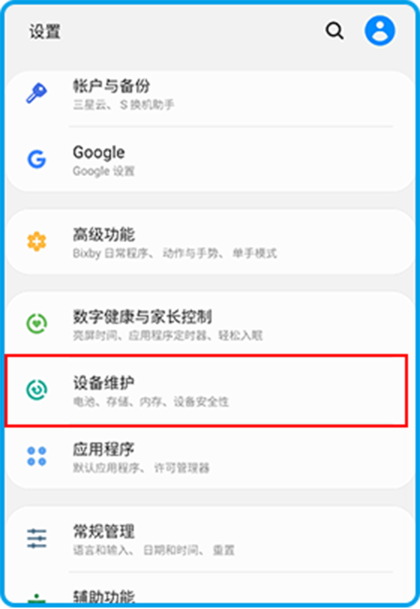 设置
帐户与备份
三星云、 S 换机助手
Google
Google 设置
高级功能
Bixby 日常程序、 动作与手势、 单手模式
数字健康与家长控制
亮屏时间、应用程序定时器、轻松入眠
设备维护
电池、存储、内存、设备安全性
应用程序
默认应用程序、 许可管理器
常规管理
语言和输入、 日期和时间、 重置
辅助功能